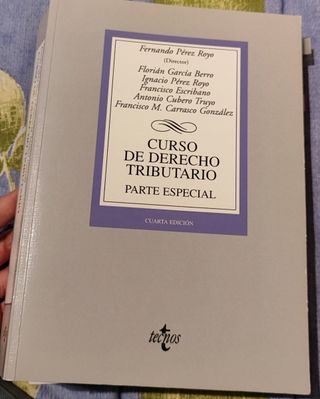 Fernando Pérez Royo
(Director)
Florián García Berro
Ignacio Pérez Royo
Francisco Escribano
Antonio Cubero Truyo
Francisco M. Carrasco González
CURSO
DE DERECHO
TRIBUTARIO
PARTE ESPECIAL
CUARTA EDICIÓN
tecnos